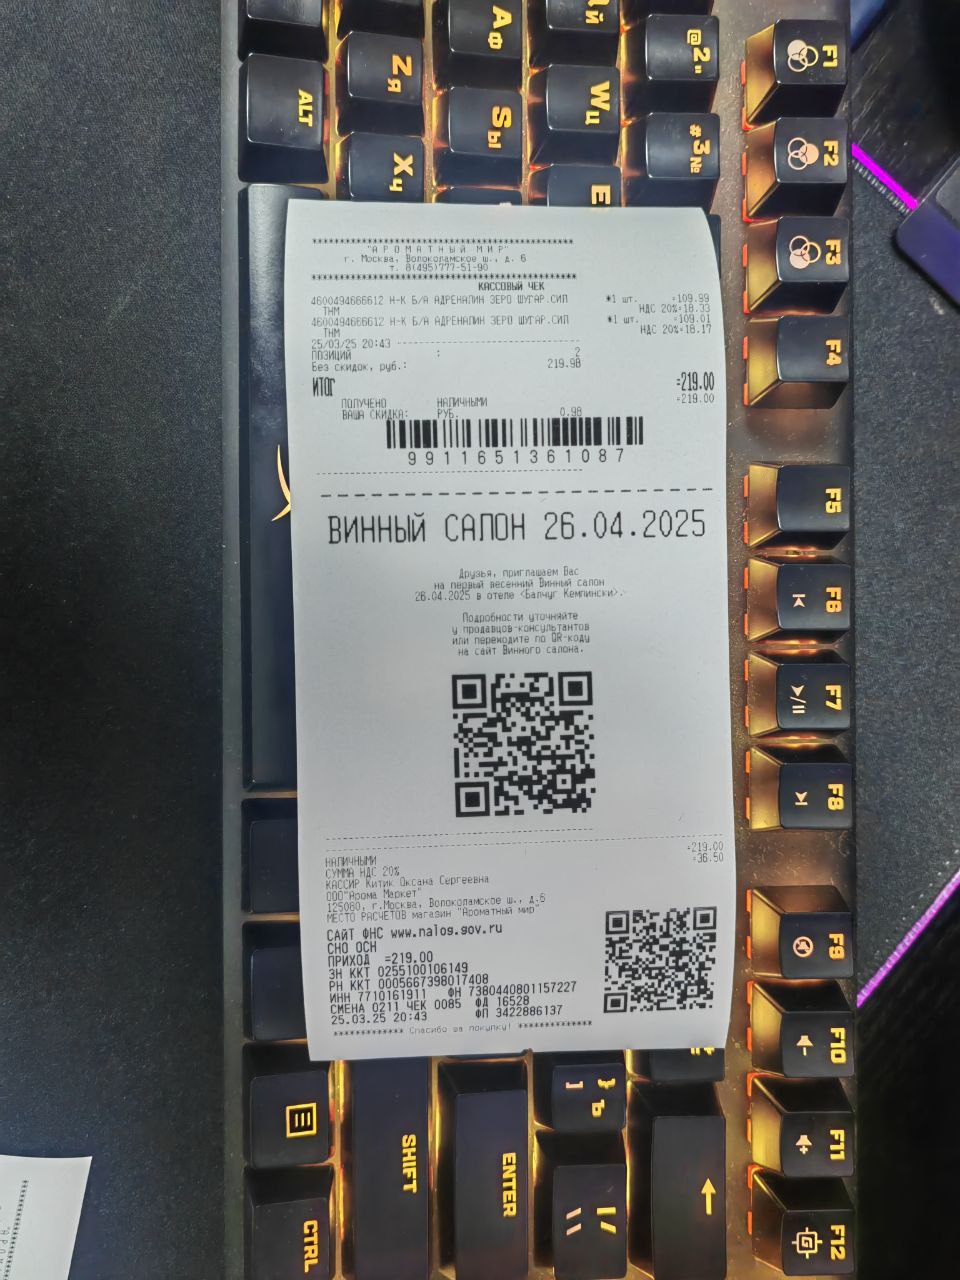 "АРОМАТНЫЙ МИР"
г. Москва, Волоколамское ш., д. 6
т. 8(495)777-51-90
КАССОВЫЙ ЧЕК
4600494666612 Н-К Б/А АДРЕНАЛИН ЗЕРО ШУГАР.СИЛ *1 шт. =109.99
ТНМ НДС 20%=18.33
4600494666612 Н-К Б/А АДРЕНАЛИН ЗЕРО ШУГАР.СИЛ *1 шт. =109.01
ТНМ НДС 20%=18.17
25/03/25 20:43
ПОЗИЦИЙ : 2
Без скидок, руб.: 219.98
ИТОГ =219.00
ПОЛУЧЕНО НАЛИЧНЫМИ =219.00
ВАША СКИДКА: РУБ. 0.98
9911651361087
ВИННЫЙ САЛОН 26.04.2025
Друзья, приглашаем Вас
на первый весенний Винный салон
26.04.2025 в отеле <Балчуг Кемпински>.
Подробности уточняйте
у продавцов-консультантов
или переходите по QR-коду
на сайт Винного салона.
НАЛИЧНЫМИ =219.00
СУММА НДС 20% =36.50
КАССИР Китик Оксана Сергеевна
ООО"Арома Маркет"
125080, г.Москва, Волоколамское ш., д.6
МЕСТО РАСЧЕТОВ магазин "Ароматный мир"
САЙТ ФНС www.nalog.gov.ru
СНО ОСН
ПРИХОД =219.00
ЗН ККТ 0255100106149
РН ККТ 0005667398017408
ИНН 7710161911 ФН 7380440801157227
СМЕНА 0211 ЧЕК 0085 ФД 16528
25.03.25 20:43 ФП 3422886137
Спасибо за покупку!
ALT
Z Я
X Ч
A Ф
S Ы
Й
W Ц
E
@ 2 "
# 3 №
F1
F2
F3
F4
F5
F6
F7
F8
F9
F10
F11
F12
} ] Ъ
| / \ \
SHIFT
ENTER
CTRL